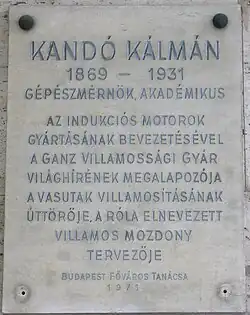 KANDÓ KÁLMÁN
1869 – 1931
GÉPÉSZMÉRNÖK, AKADÉMIKUS
AZ INDUKCIÓS MOTOROK
GYÁRTÁSÁNAK BEVEZETÉSÉVEL
A GANZ VILLAMOSSÁGI GYÁR
VILÁGHÍRÉNEK MEGALAPOZÓJA
A VASUTAK VILLAMOSÍTÁSÁNAK
ÚTTÖRŐJE, A RÓLA ELNEVEZETT
VILLAMOS MOZDONY
TERVEZŐJE
BUDAPEST FŐVÁROS TANÁCSA
1971